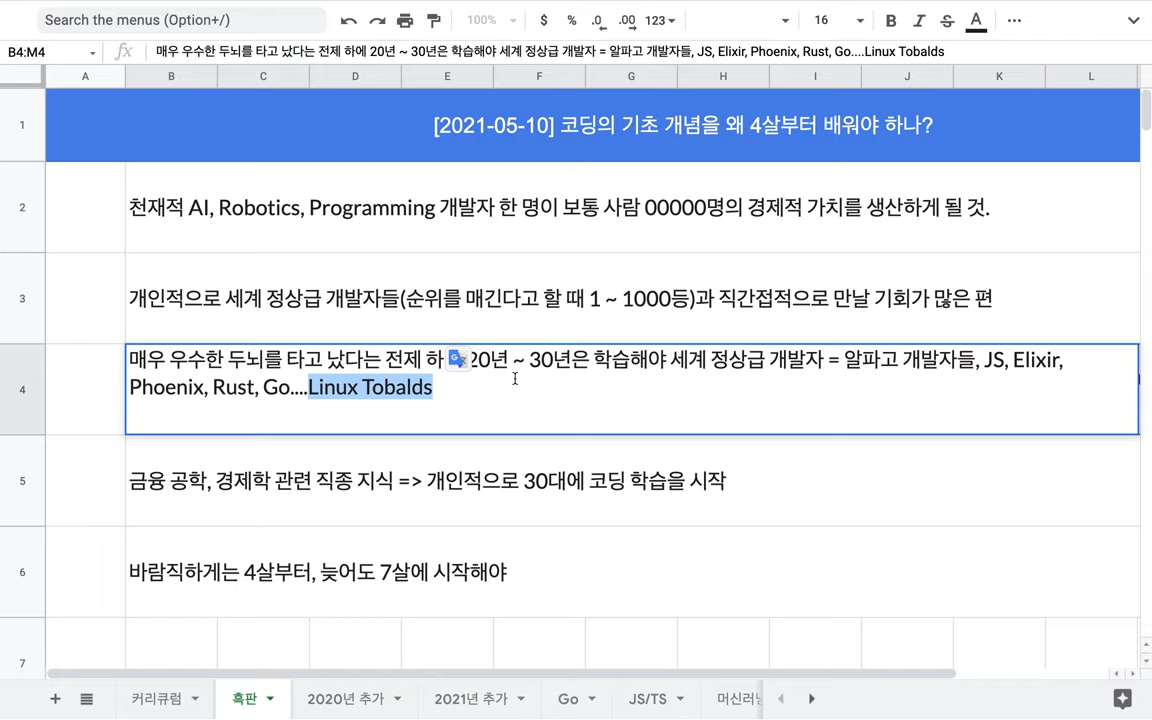 Search the menus (Option+/)
100%
$ % .0 .00 123
16
B I S A
B4:M4
fx
매우 우수한 두뇌를 타고 났다는 전제 하에 20년 ~ 30년은 학습해야 세계 정상급 개발자 = 알파고 개발자들, JS, Elixir, Phoenix, Rust, Go....Linux Tobalds
A B C D E F G H I J K L
1
[2021-05-10] 코딩의 기초 개념을 왜 4살부터 배워야 하나?
2
천재적 AI, Robotics, Programming 개발자 한 명이 보통 사람 00000명의 경제적 가치를 생산하게 될 것.
3
개인적으로 세계 정상급 개발자들(순위를 매긴다고 할 때 1 ~ 1000등)과 직간접적으로 만날 기회가 많은 편
4
매우 우수한 두뇌를 타고 났다는 전제 하 20년 ~ 30년은 학습해야 세계 정상급 개발자 = 알파고 개발자들, JS, Elixir,
Phoenix, Rust, Go....Linux Tobalds
5
금융 공학, 경제학 관련 직종 지식 => 개인적으로 30대에 코딩 학습을 시작
6
바람직하게는 4살부터, 늦어도 7살에 시작해야
7
커리큐럼 흑판 2020년 추가 2021년 추가 Go JS/TS 머신러닝